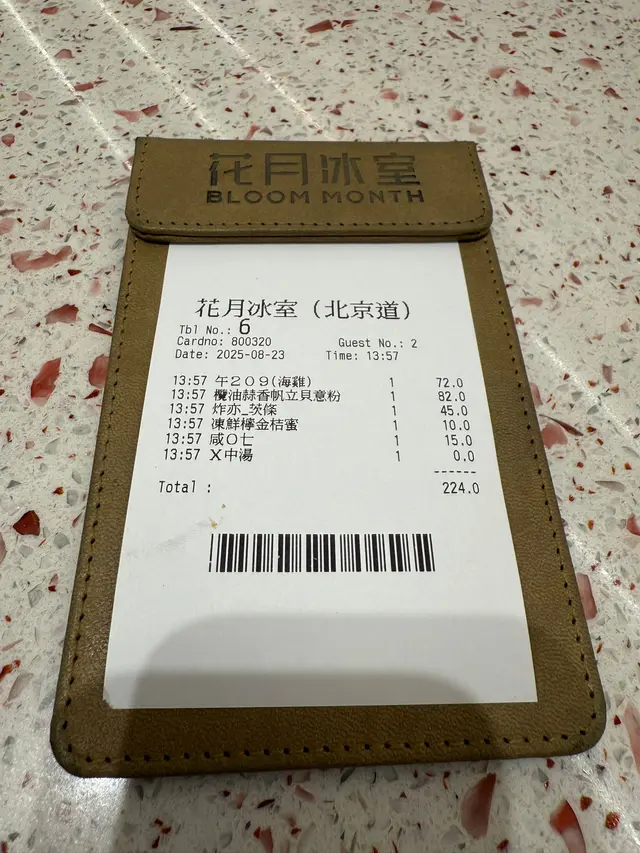 花月冰室
BLOOM MONTH
花月冰室 (北京道)
Tbl No.: 6
Cardno: 800320 Guest No.: 2
Date: 2025-08-23 Time: 13:57
13:57 午209(海雞) 1 72.0
13:57 欖油蒜香帆立貝意粉 1 82.0
13:57 炸亦_茨條 1 45.0
13:57 凍鮮檸金桔蜜 1 10.0
13:57 咸〇七 1 15.0
13:57 X中湯 1 0.0
------
Total : 224.0